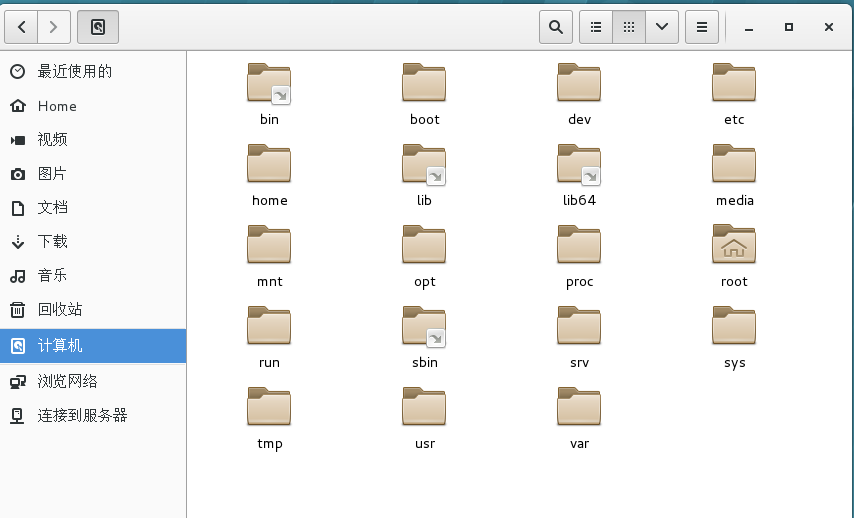 最近使用的
Home
视频
图片
文档
下载
音乐
回收站
计算机
浏览网络
连接到服务器
bin boot dev etc
home lib lib64 media
mnt opt proc root
run sbin srv sys
tmp usr var